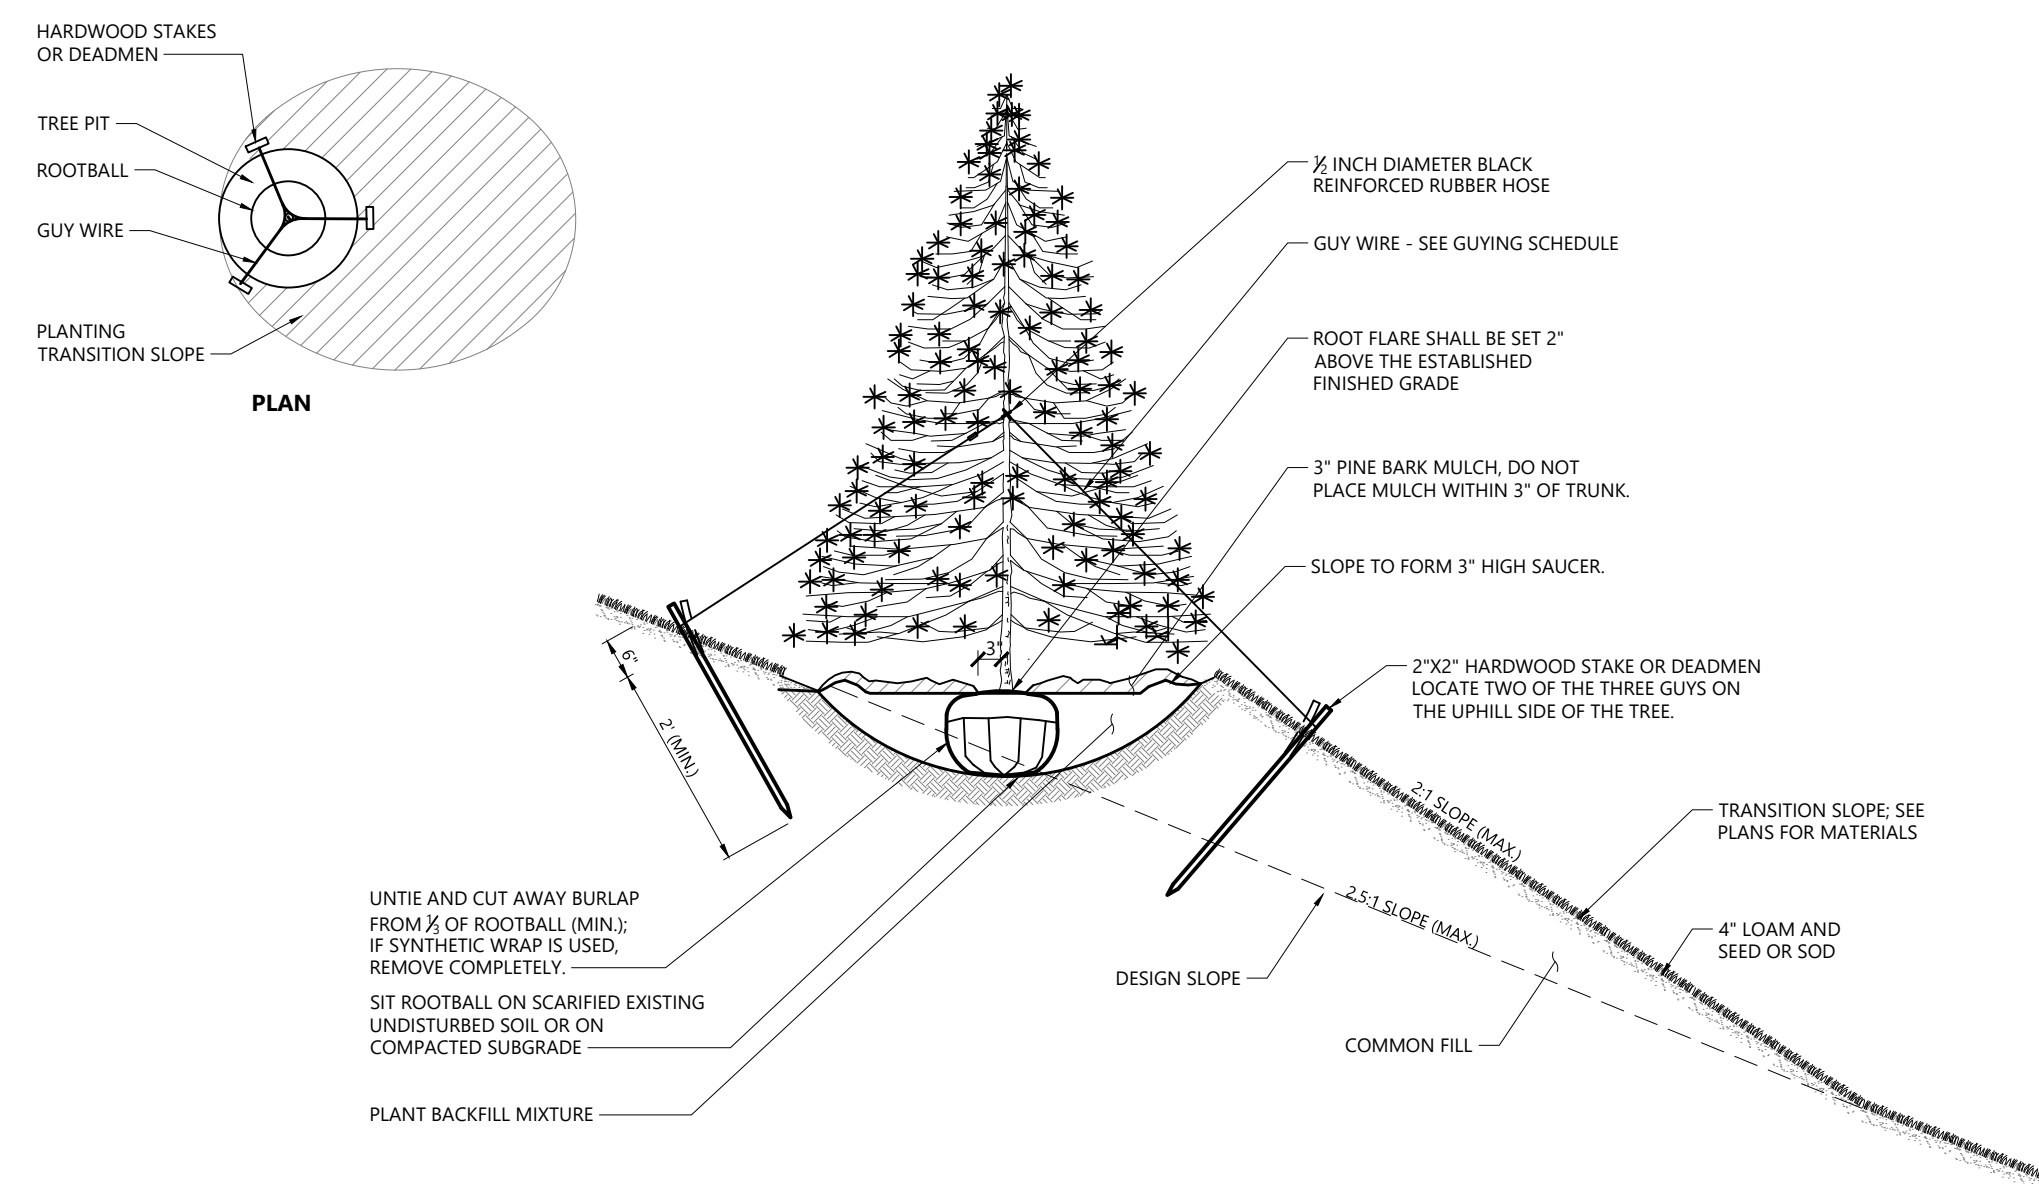 HARDWOOD STAKES
OR DEADMEN
TREE PIT
ROOTBALL
GUY WIRE
PLANTING
TRANSITION SLOPE
PLAN
½ INCH DIAMETER BLACK
REINFORCED RUBBER HOSE
GUY WIRE - SEE GUYING SCHEDULE
ROOT FLARE SHALL BE SET 2"
ABOVE THE ESTABLISHED
FINISHED GRADE
3" PINE BARK MULCH, DO NOT
PLACE MULCH WITHIN 3" OF TRUNK.
SLOPE TO FORM 3" HIGH SAUCER.
3"
6"
2' (MIN.)
2"X2" HARDWOOD STAKE OR DEADMEN
LOCATE TWO OF THE THREE GUYS ON
THE UPHILL SIDE OF THE TREE.
2:1 SLOPE (MAX.)
TRANSITION SLOPE; SEE
PLANS FOR MATERIALS
2.5:1 SLOPE (MAX.)
4" LOAM AND
SEED OR SOD
DESIGN SLOPE
COMMON FILL
UNTIE AND CUT AWAY BURLAP
FROM ⅓ OF ROOTBALL (MIN.);
IF SYNTHETIC WRAP IS USED,
REMOVE COMPLETELY.
SIT ROOTBALL ON SCARIFIED EXISTING
UNDISTURBED SOIL OR ON
COMPACTED SUBGRADE
PLANT BACKFILL MIXTURE